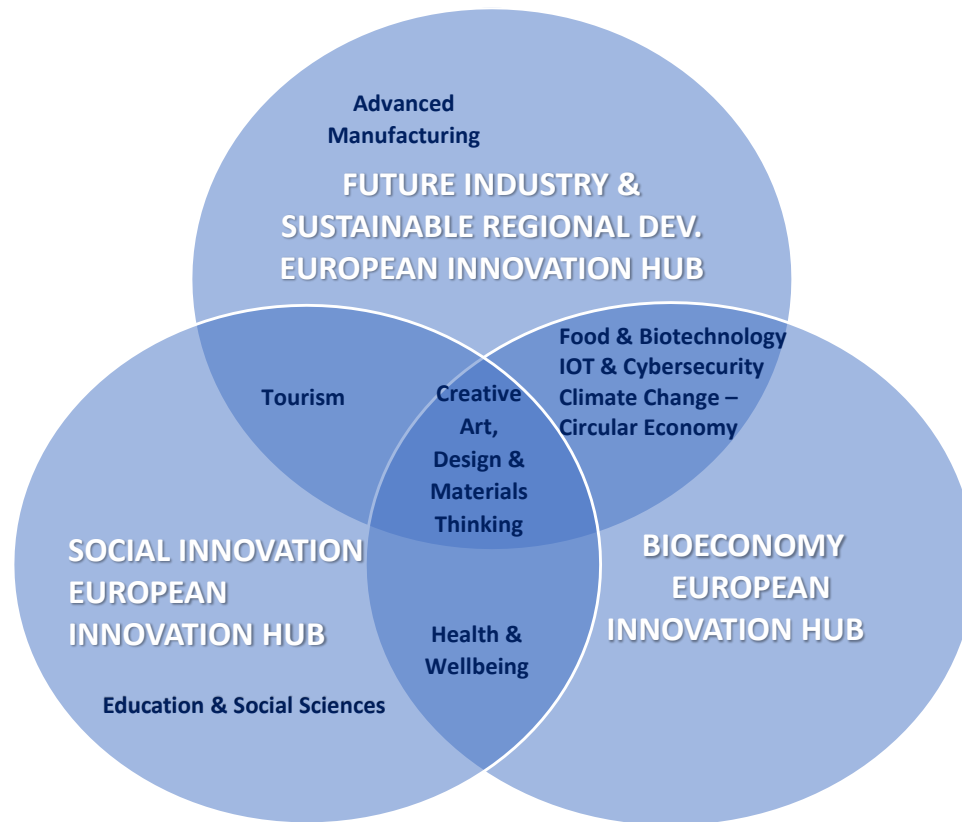 Advanced
Manufacturing
FUTURE INDUSTRY &
SUSTAINABLE REGIONAL DEV.
EUROPEAN INNOVATION HUB
Tourism
Creative
Art,
Design &
Materials
Thinking
Food & Biotechnology
IOT & Cybersecurity
Climate Change –
Circular Economy
SOCIAL INNOVATION
EUROPEAN
INNOVATION HUB
BIOECONOMY
EUROPEAN
INNOVATION HUB
Health &
Wellbeing
Education & Social Sciences